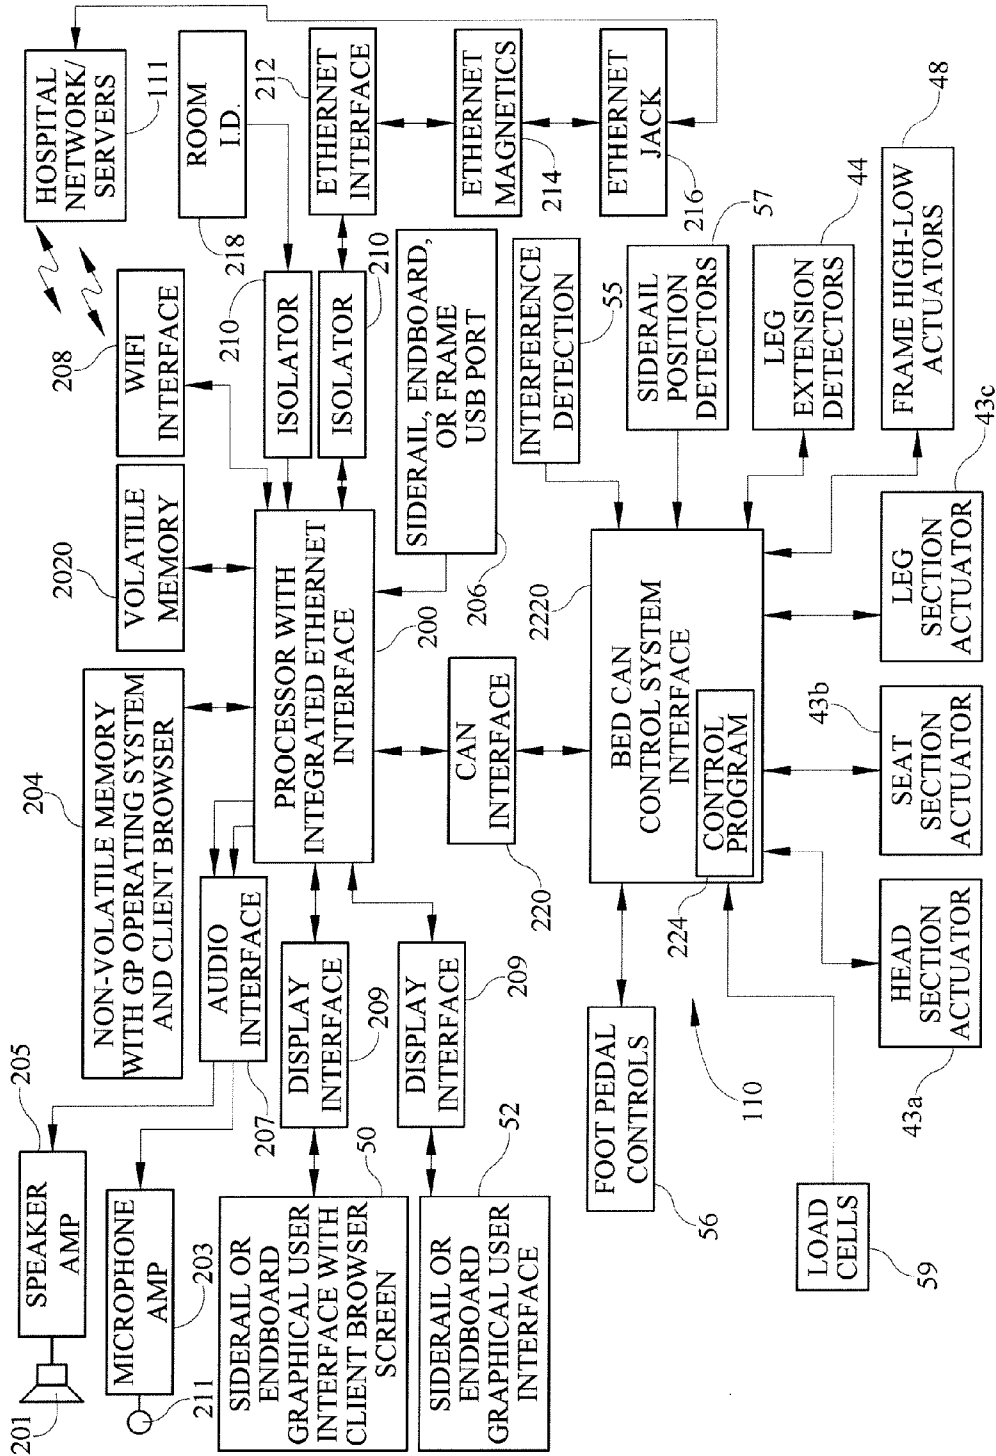 201
SPEAKER
AMP
205
MICROPHONE
AMP
203
211
SIDERAIL OR
ENDBOARD
GRAPHICAL USER
INTERFACE WITH
CLIENT BROWSER
SCREEN
50
SIDERAIL OR
ENDBOARD
GRAPHICAL USER
INTERFACE
52
NON-VOLATILE MEMORY
WITH GP OPERATING SYSTEM
AND CLIENT BROWSER
204
AUDIO
INTERFACE
207
DISPLAY
INTERFACE
209
DISPLAY
INTERFACE
209
VOLATILE
MEMORY
2020
WIFI
INTERFACE
208
HOSPITAL
NETWORK/
SERVERS
111
ROOM
I.D.
218
ISOLATOR
210
ISOLATOR
210
ETHERNET
INTERFACE
212
ETHERNET
MAGNETICS
214
ETHERNET
JACK
216
PROCESSOR WITH
INTEGRATED ETHERNET
INTERFACE
200
SIDERAIL, ENDBOARD,
OR FRAME
USB PORT
206
CAN
INTERFACE
220
BED CAN
CONTROL SYSTEM
INTERFACE
2220
CONTROL
PROGRAM
224
INTERFERENCE
DETECTION
55
SIDERAIL
POSITION
DETECTORS
57
LEG
EXTENSION
DETECTORS
44
FRAME HIGH-LOW
ACTUATORS
48
FOOT PEDAL
CONTROLS
56
110
LOAD
CELLS
59
HEAD
SECTION
ACTUATOR
43a
SEAT
SECTION
ACTUATOR
43b
LEG
SECTION
ACTUATOR
43c